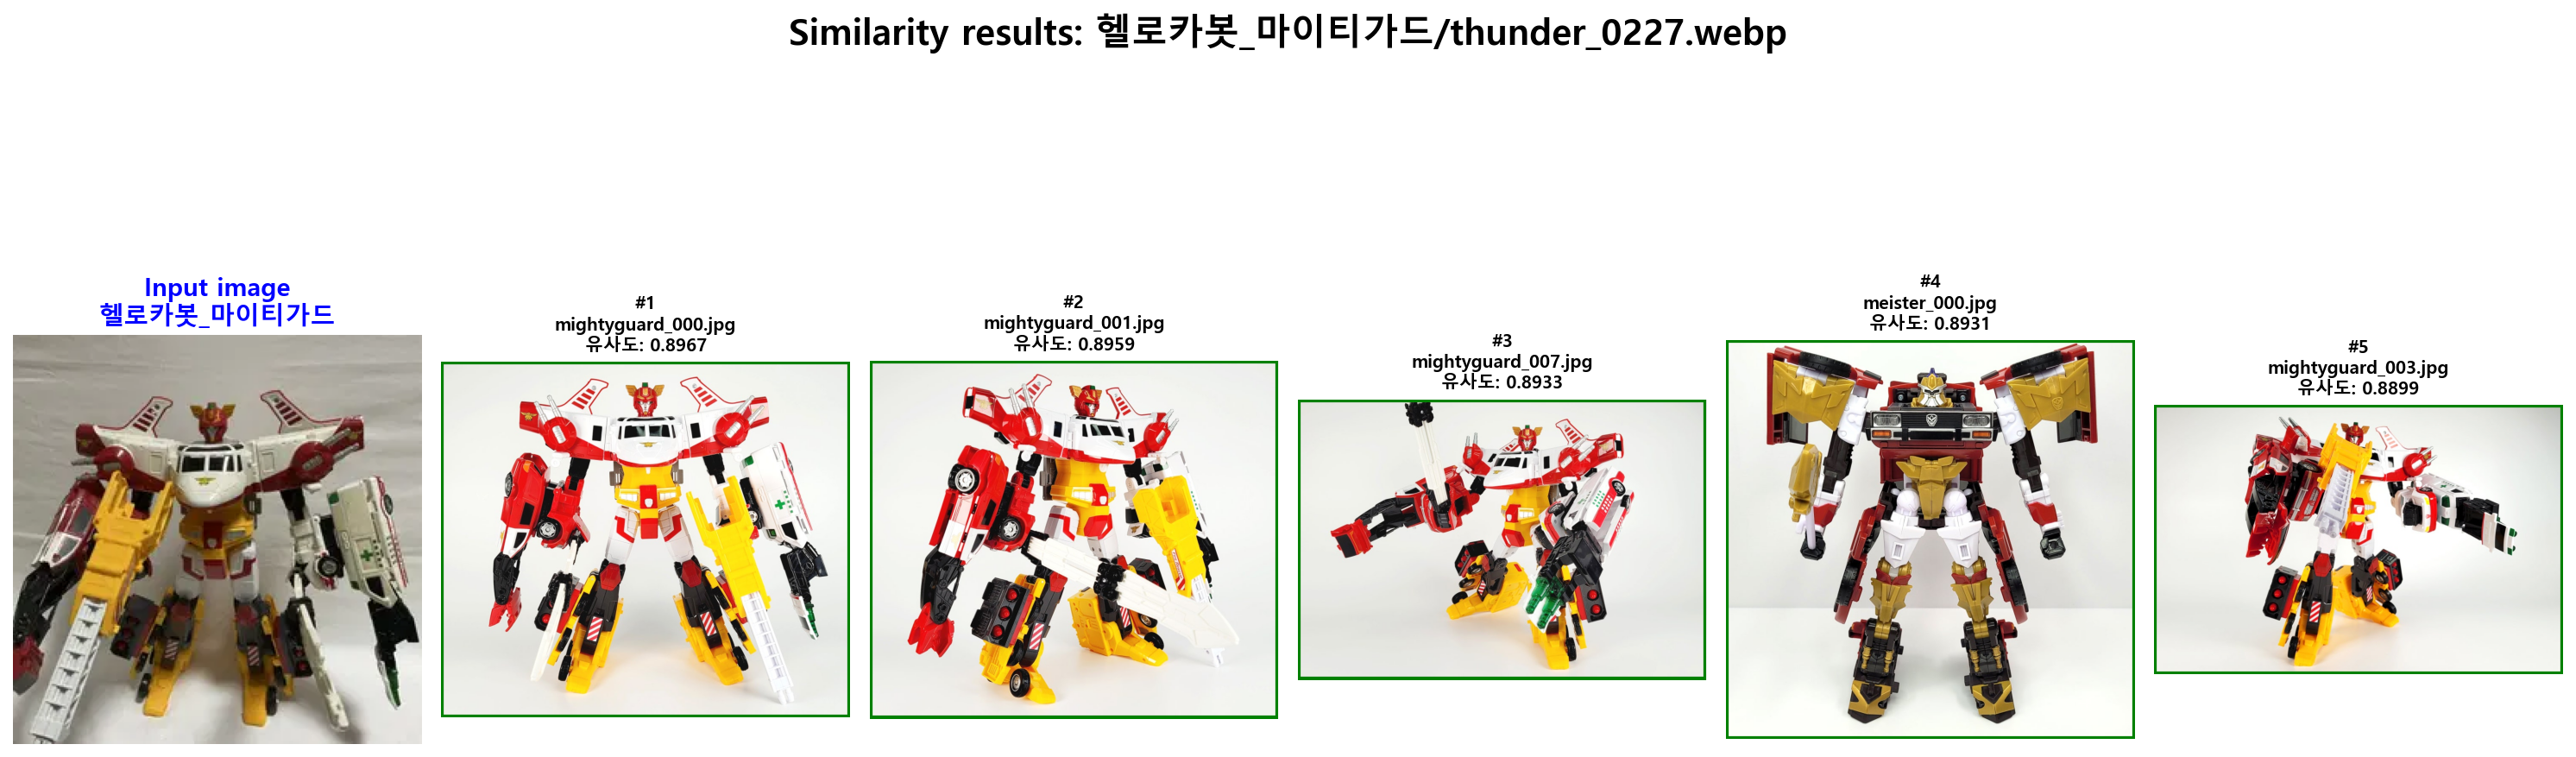 Similarity results: 헬로카봇_마이티가드/thunder_0227.webp
Input image
헬로카봇_마이티가드
#1
mightyguard_000.jpg
유사도: 0.8967
#2
mightyguard_001.jpg
유사도: 0.8959
#3
mightyguard_007.jpg
유사도: 0.8933
#4
meister_000.jpg
유사도: 0.8931
#5
mightyguard_003.jpg
유사도: 0.8899